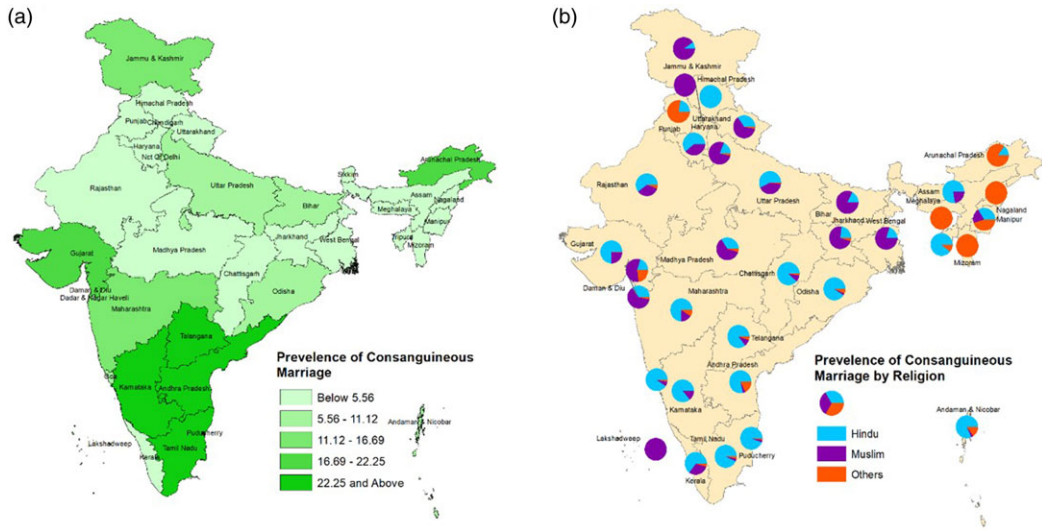 (a)
Jammu & Kashmir
Himachal Pradesh
Punjab
Chandigarh
Uttarakhand
Haryana
Nct Of Delhi
Rajasthan
Uttar Pradesh
Bihar
Sikkim
Arunachal Pradesh
Assam
Nagaland
Meghalaya
Manipur
Tripura
Mizoram
Jharkhand
West Bengal
Gujarat
Madhya Pradesh
Chattisgarh
Odisha
Daman & Diu
Dadar & Nagar Haveli
Maharashtra
Telangana
Goa
Karnataka
Andhra Pradesh
Puducherry
Lakshadweep
Kerala
Tamil Nadu
Andaman & Nicobar
Prevelence of Consanguineous
Marriage
Below 5.56
5.56 - 11.12
11.12 - 16.69
16.69 - 22.25
22.25 and Above
(b)
Jammu & Kashmir
Himachal Pradesh
Uttarakhand
Punjab
Haryana
Rajasthan
Uttar Pradesh
Bihar
Arunachal Pradesh
Assam
Meghalaya
Nagaland
Manipur
Mizoram
Jharkhand
West Bengal
Gujarat
Madhya Pradesh
Chattisgarh
Odisha
Daman & Diu
Maharashtra
Telangana
Andhra Pradesh
Karnataka
Lakshadweep
Tamil Nadu
Puducherry
Kerala
Andaman & Nicobar
Prevelence of Consanguineous
Marriage by Religion
Hindu
Muslim
Others